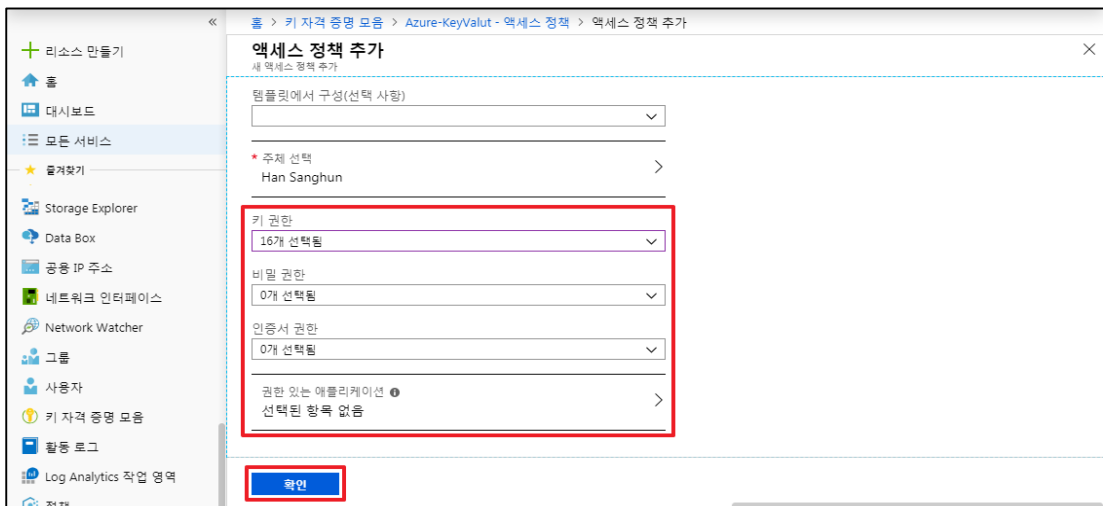 «
홈 > 키 자격 증명 모음 > Azure-KeyValut - 액세스 정책 > 액세스 정책 추가
리소스 만들기
홈
대시보드
모든 서비스
즐겨찾기
Storage Explorer
Data Box
공용 IP 주소
네트워크 인터페이스
Network Watcher
그룹
사용자
키 자격 증명 모음
활동 로그
Log Analytics 작업 영역
액세스 정책 추가
새 액세스 정책 추가
템플릿에서 구성(선택 사항)
* 주체 선택
Han Sanghun
키 권한
16개 선택됨
비밀 권한
0개 선택됨
인증서 권한
0개 선택됨
권한 있는 애플리케이션
선택된 항목 없음
확인